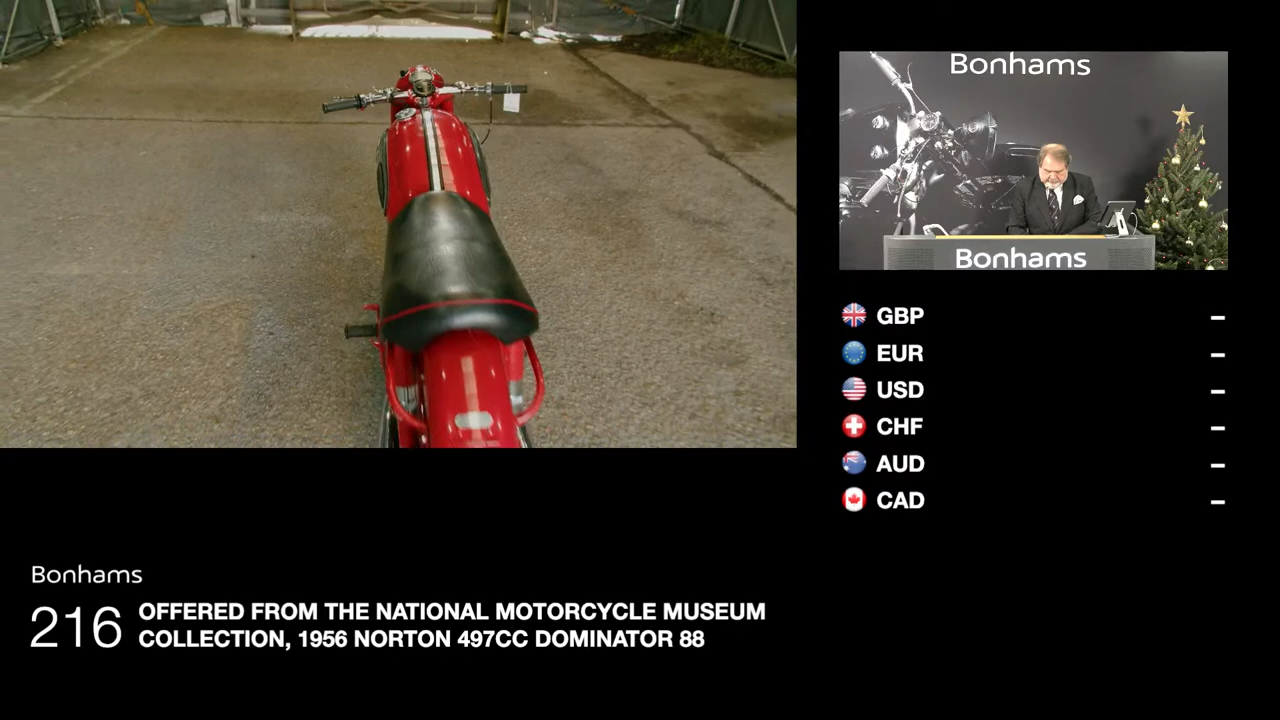 Bonhams
Bonhams
GBP –
EUR –
USD –
CHF –
AUD –
CAD –
Bonhams
216
OFFERED FROM THE NATIONAL MOTORCYCLE MUSEUM
COLLECTION, 1956 NORTON 497CC DOMINATOR 88